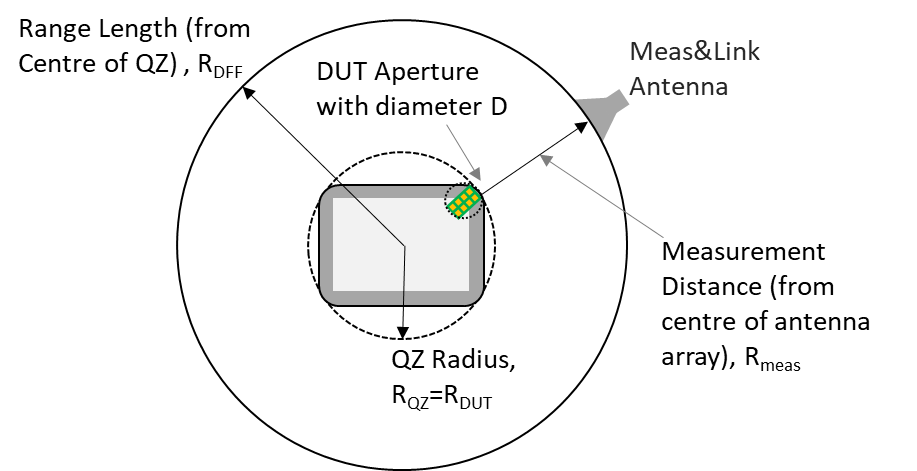 Range Length (from
Centre of QZ) , RDFF
DUT Aperture
with diameter D
Meas&Link
Antenna
Measurement
Distance (from
centre of antenna
array), Rmeas
QZ Radius,
RQZ=RDUT